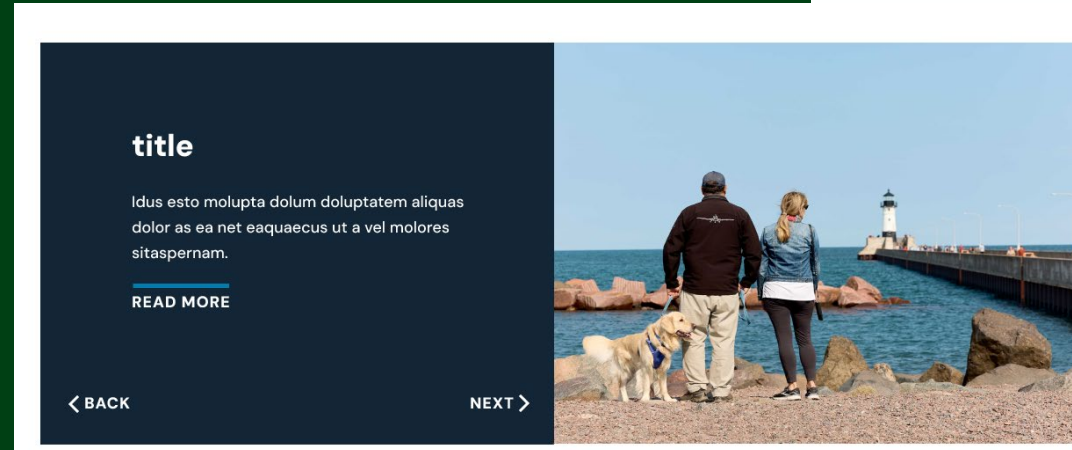 title
Idus esto molupta dolum doluptatem aliquas
dolor as ea net eaquaecus ut a vel molores
sitaspernam.
READ MORE
BACK
NEXT